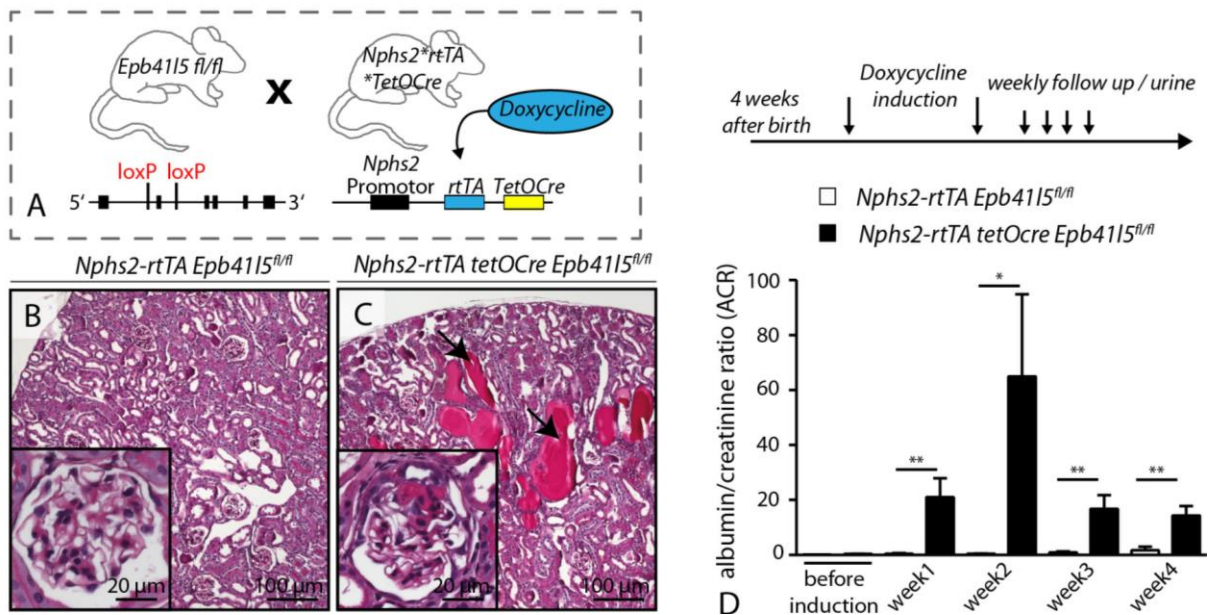 Epb41l5 fl/fl
x
Nphs2*rtTA
*TetOCre
Doxycycline
loxP loxP
Nphs2
Promotor
rtTA
TetOCre
A
5' 3'
Nphs2-rtTA Epb41l5fl/fl
Nphs2-rtTA tetOCre Epb41l5fl/fl
B
20 µm
100 µm
C
20 µm
100 µm
4 weeks
after birth
Doxycycline
induction
weekly follow up / urine
Nphs2-rtTA Epb41l5fl/fl
Nphs2-rtTA tetOcre Epb41l5fl/fl
albumin/creatinine ratio (ACR)
100
80
60
40
20
0
**
*
**
**
before
induction
week1
week2
week3
week4
D